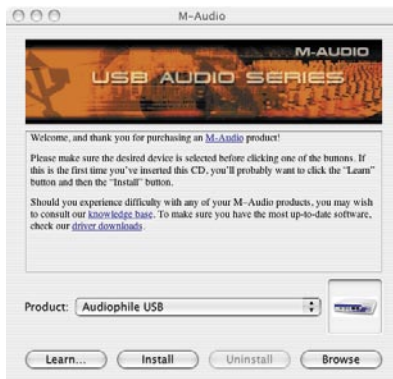 M-Audio
M-AUDIO
USB AUDIO SERIES
Welcome, and thank you for purchasing an M-Audio product!
Please make sure the desired device is selected before clicking one of the buttons. If
this is the first time you've inserted this CD, you'll probably want to click the "Learn"
button and then the "Install" button.
Should you experience difficulty with any of your M-Audio products, you may wish
to consult our knowledge base. To make sure you have the most up-to-date software,
check our driver downloads.
Product: Audiophile USB
Learn... Install Uninstall Browse